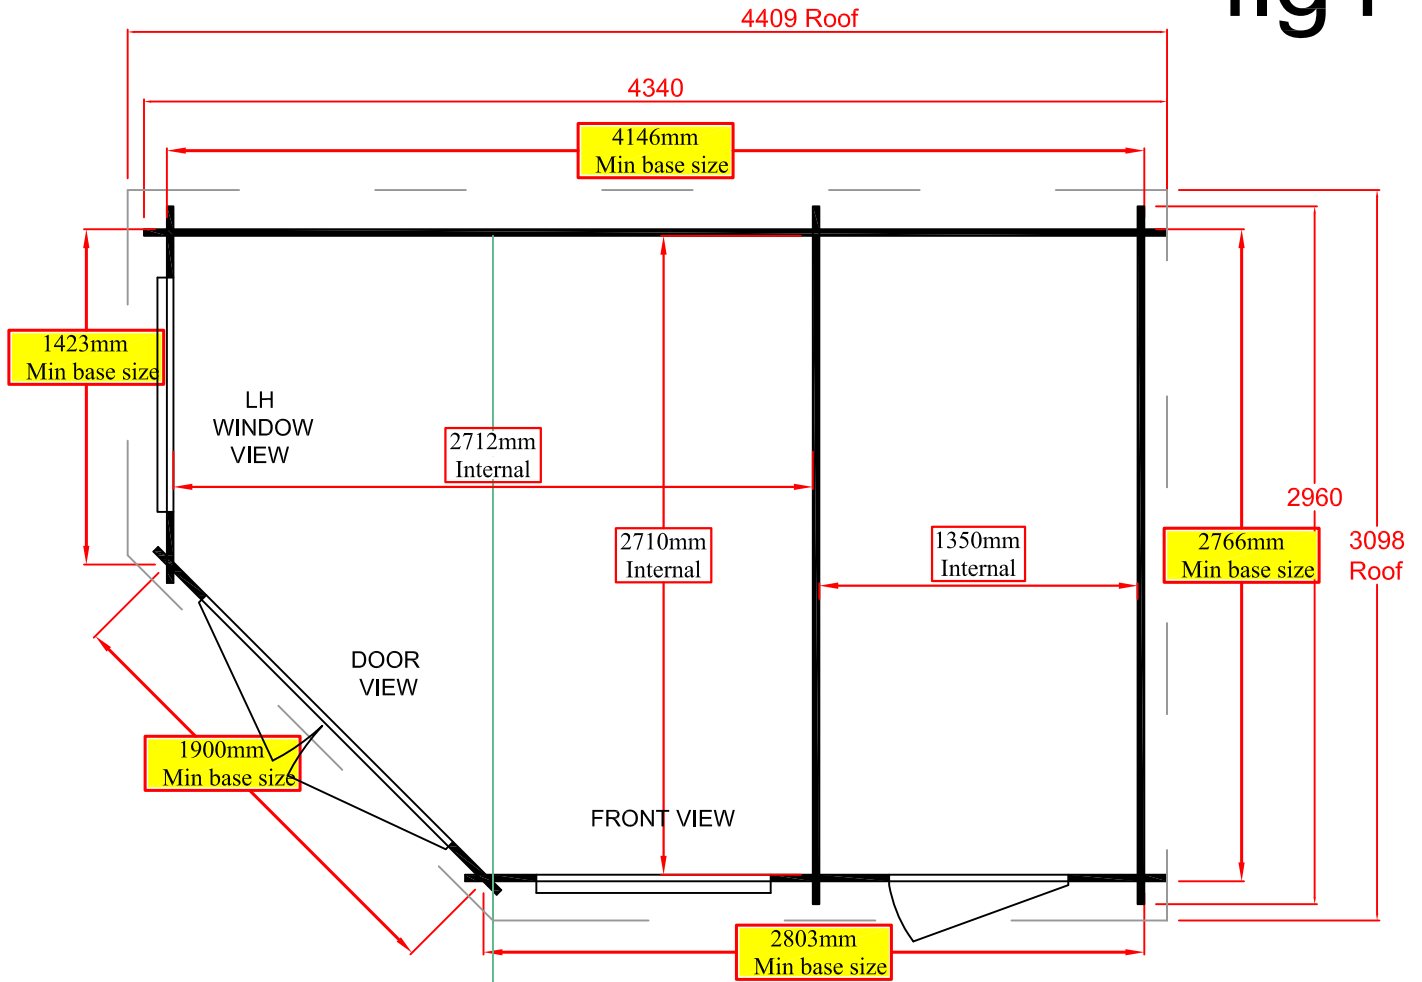 4409 Roof
4340
4146mm
Min base size
1423mm
Min base size
LH
WINDOW
VIEW
2712mm
Internal
2710mm
Internal
1350mm
Internal
2766mm
Min base size
2960
3098
Roof
DOOR
VIEW
1900mm
Min base size
FRONT VIEW
2803mm
Min base size